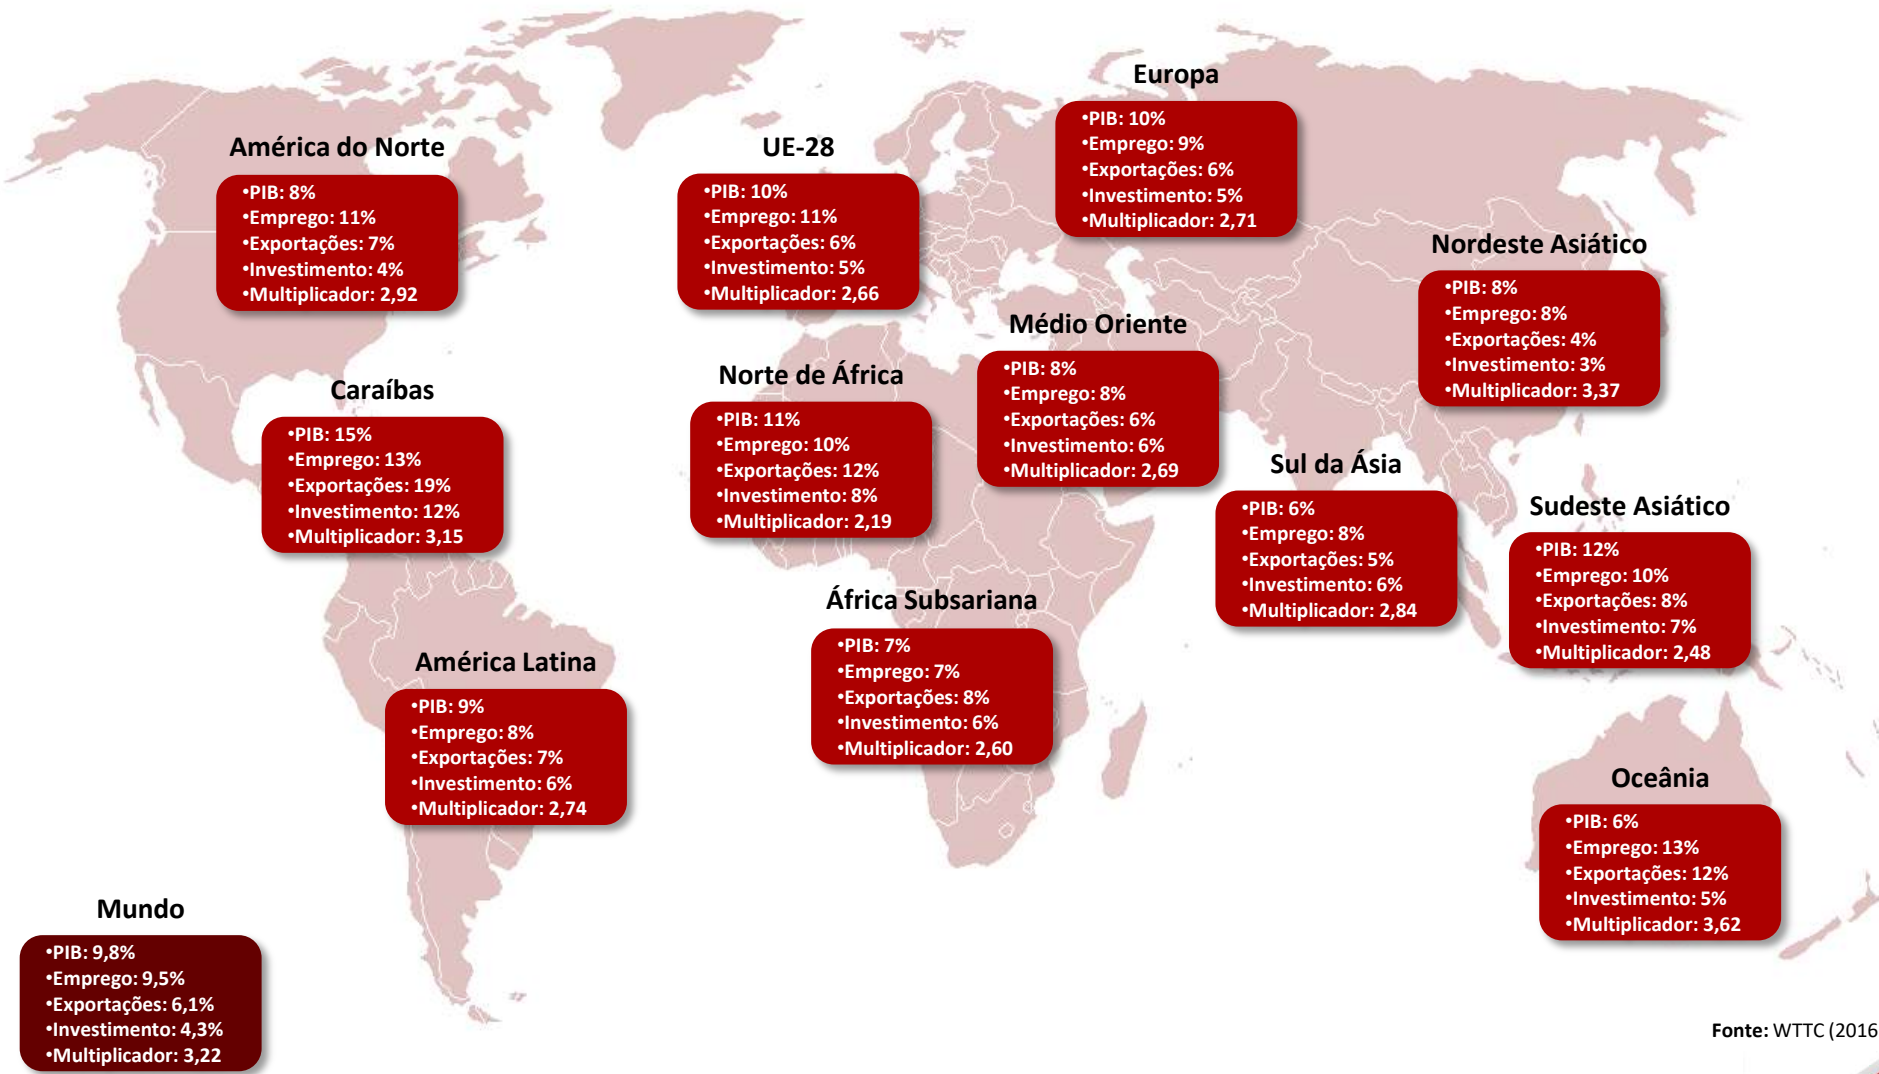 Europa
•PIB: 10%
•Emprego: 9%
•Exportações: 6%
•Investimento: 5%
•Multiplicador: 2,71
América do Norte
•PIB: 8%
•Emprego: 11%
•Exportações: 7%
•Investimento: 4%
•Multiplicador: 2,92
UE-28
•PIB: 10%
•Emprego: 11%
•Exportações: 6%
•Investimento: 5%
•Multiplicador: 2,66
Nordeste Asiático
•PIB: 8%
•Emprego: 8%
•Exportações: 4%
•Investimento: 3%
•Multiplicador: 3,37
Médio Oriente
•PIB: 8%
•Emprego: 8%
•Exportações: 6%
•Investimento: 6%
•Multiplicador: 2,69
Norte de África
•PIB: 11%
•Emprego: 10%
•Exportações: 12%
•Investimento: 8%
•Multiplicador: 2,19
Caraíbas
•PIB: 15%
•Emprego: 13%
•Exportações: 19%
•Investimento: 12%
•Multiplicador: 3,15
Sul da Ásia
•PIB: 6%
•Emprego: 8%
•Exportações: 5%
•Investimento: 6%
•Multiplicador: 2,84
Sudeste Asiático
•PIB: 12%
•Emprego: 10%
•Exportações: 8%
•Investimento: 7%
•Multiplicador: 2,48
África Subsariana
•PIB: 7%
•Emprego: 7%
•Exportações: 8%
•Investimento: 6%
•Multiplicador: 2,60
América Latina
•PIB: 9%
•Emprego: 8%
•Exportações: 7%
•Investimento: 6%
•Multiplicador: 2,74
Oceânia
•PIB: 6%
•Emprego: 13%
•Exportações: 12%
•Investimento: 5%
•Multiplicador: 3,62
Mundo
•PIB: 9,8%
•Emprego: 9,5%
•Exportações: 6,1%
•Investimento: 4,3%
•Multiplicador: 3,22
Fonte: WTTC (2016